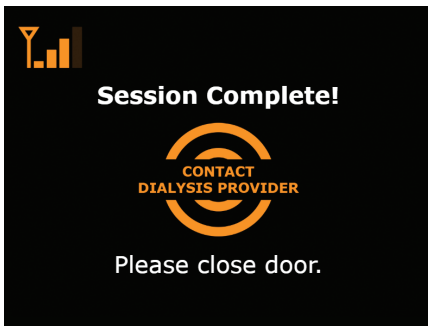 Session Complete!
CONTACT
DIALYSIS PROVIDER
Please close door.